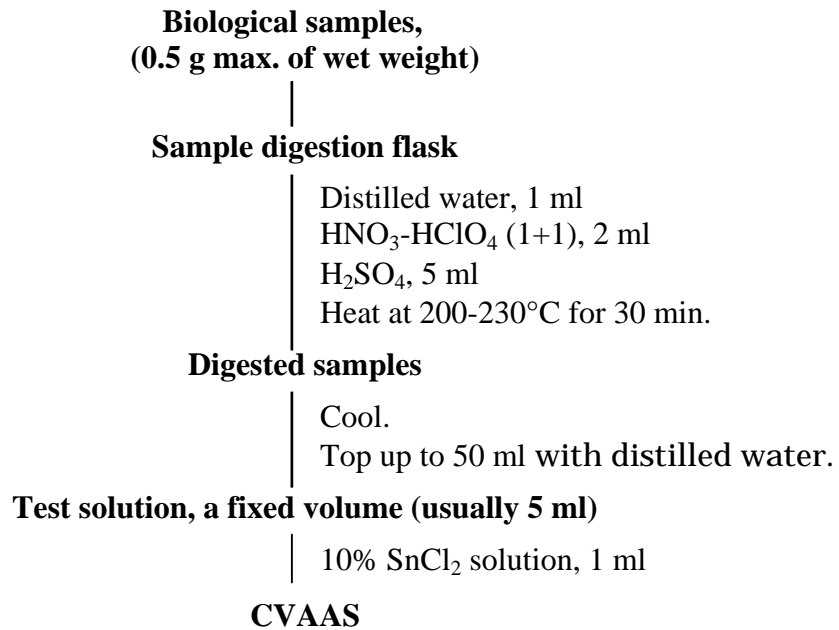 Biological samples,
(0.5 g max. of wet weight)
Sample digestion flask
Distilled water, 1 ml
HNO₃-HClO₄ (1+1), 2 ml
H₂SO₄, 5 ml
Heat at 200-230°C for 30 min.
Digested samples
Cool.
Top up to 50 ml with distilled water.
Test solution, a fixed volume (usually 5 ml)
10% SnCl₂ solution, 1 ml
CVAAS